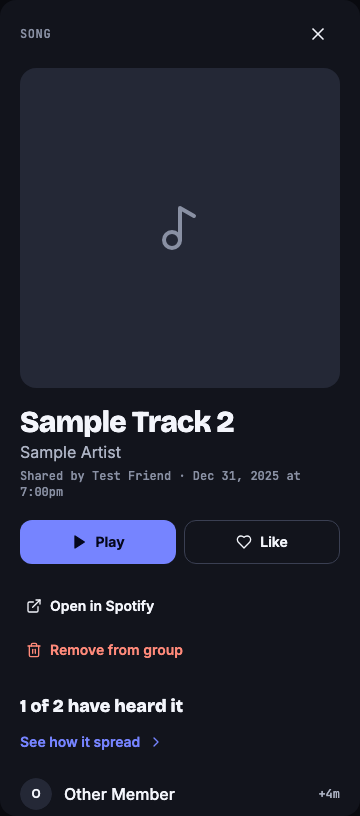 SONG
Sample Track 2
Sample Artist
Shared by Test Friend · Dec 31, 2025 at
7:00pm
Play
Like
Open in Spotify
Remove from group
1 of 2 have heard it
See how it spread
O
Other Member
+4m